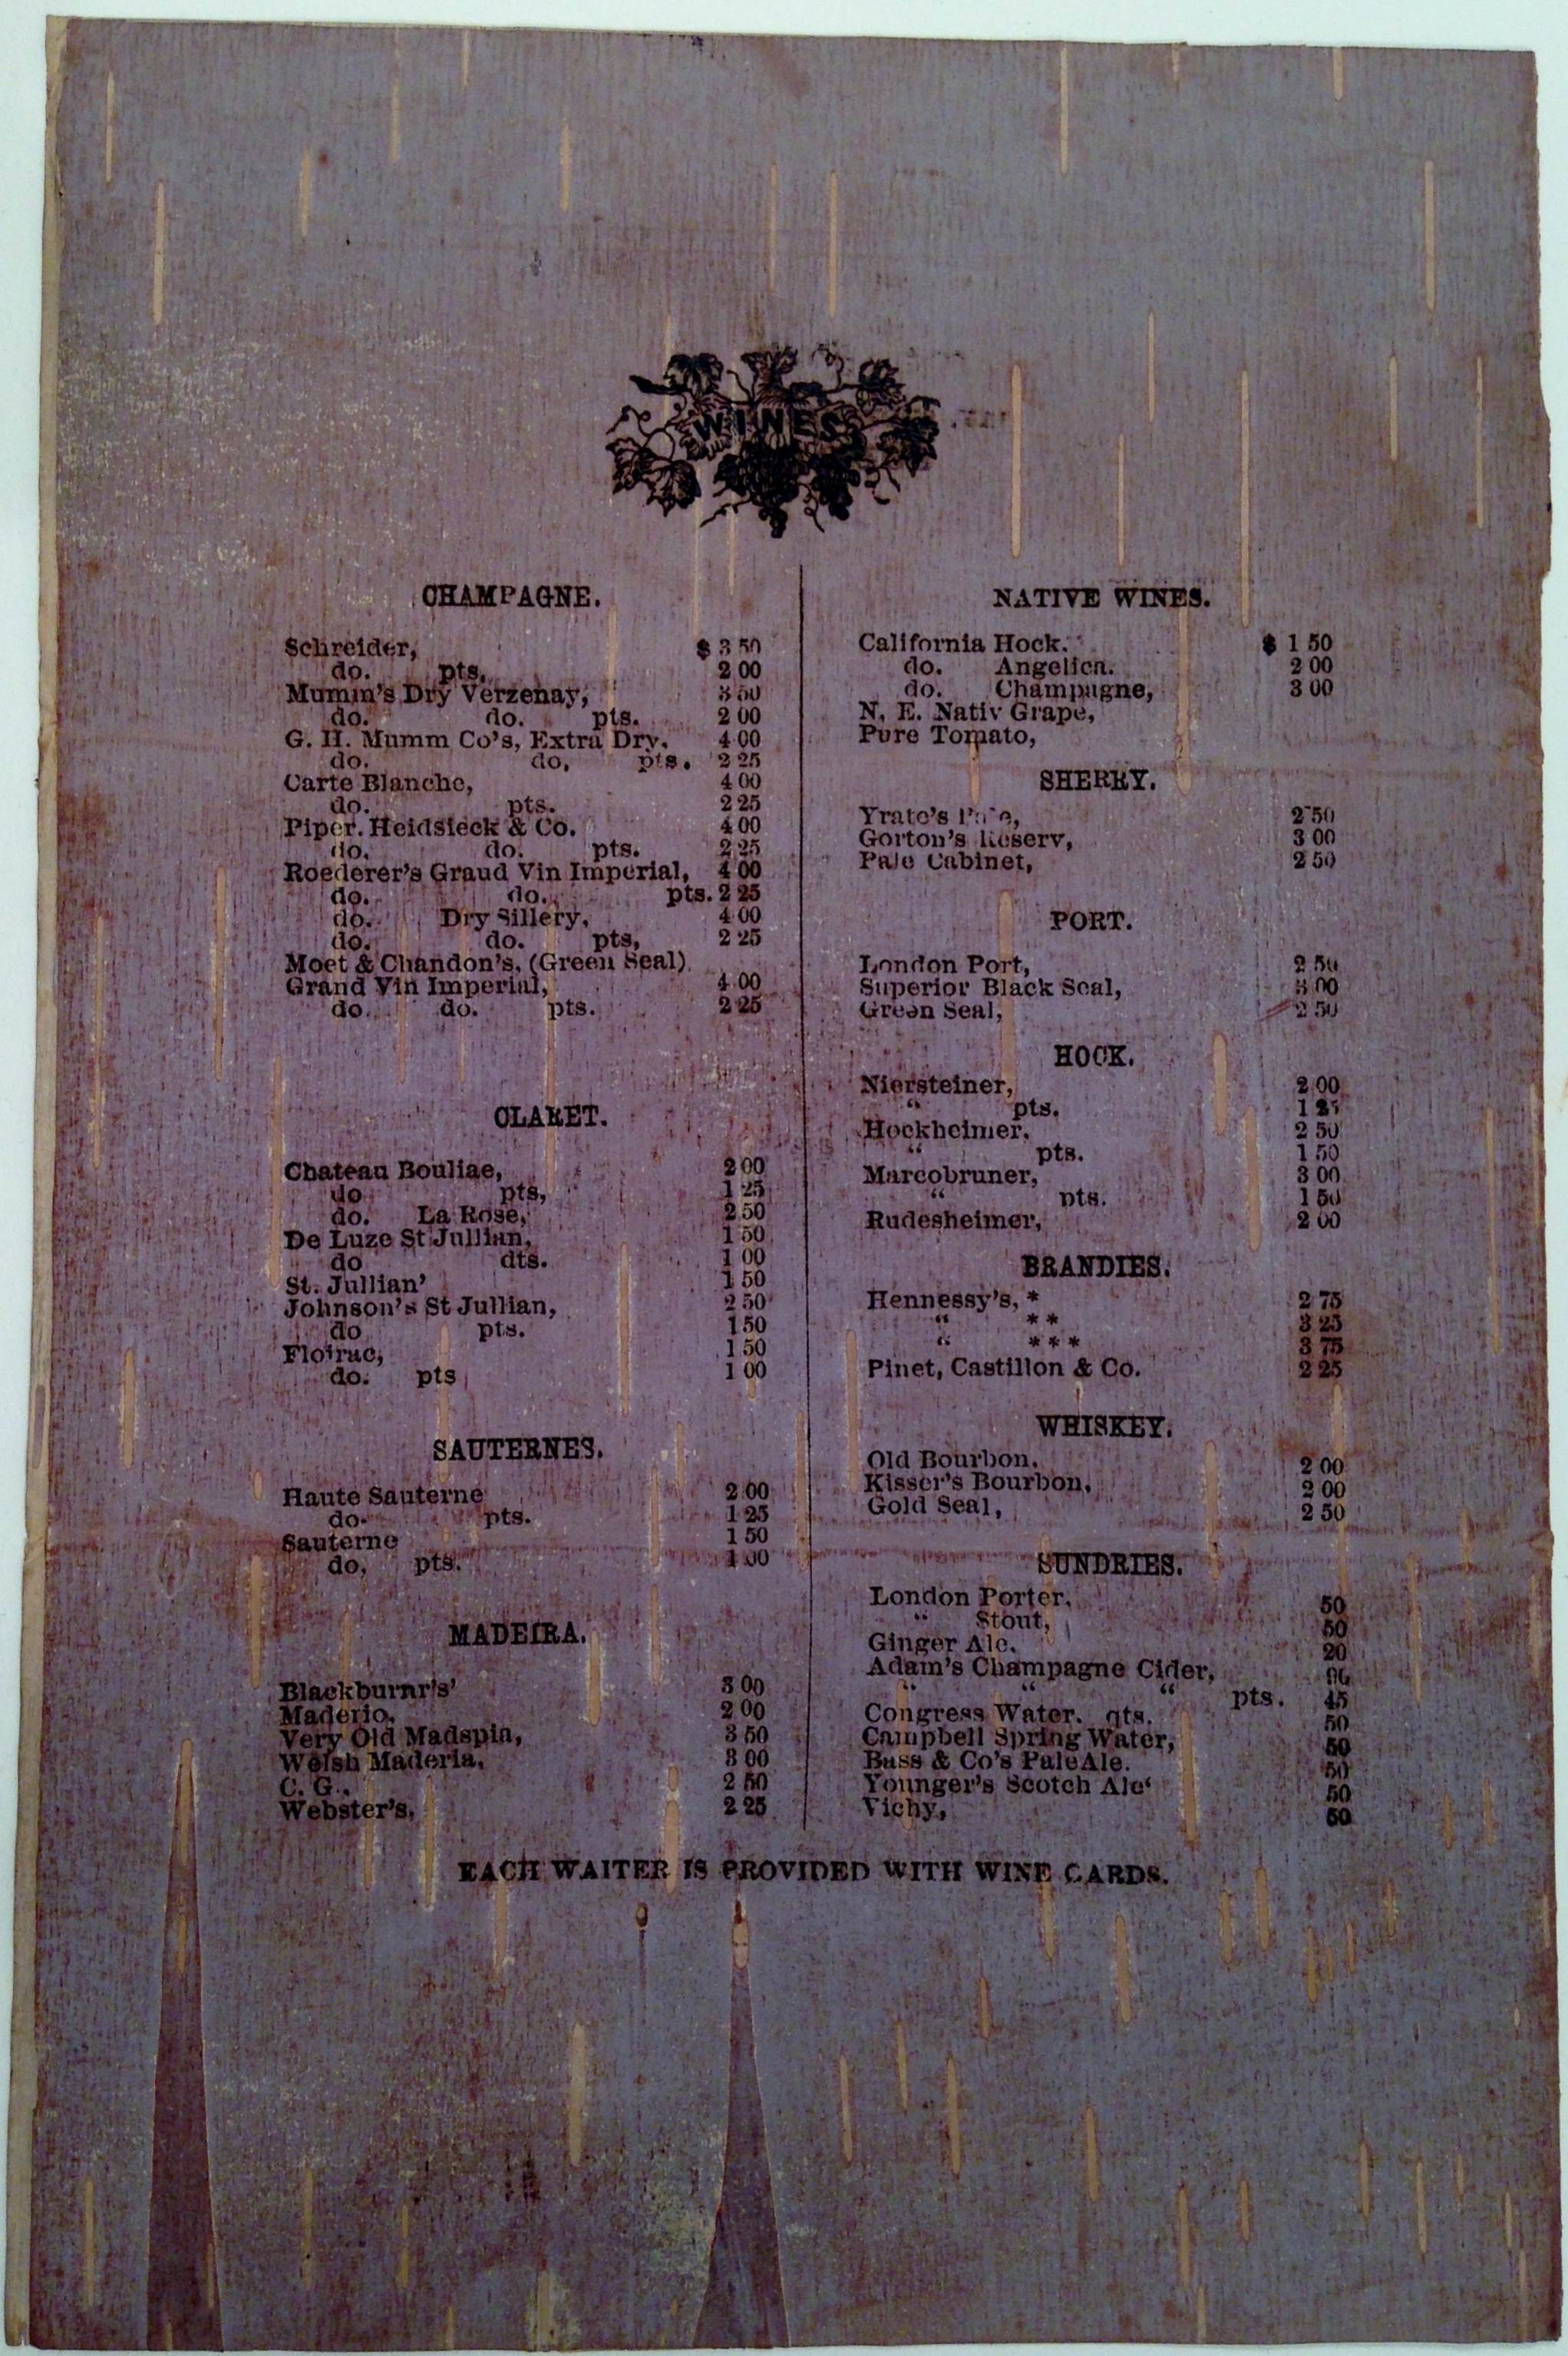 WINES
CHAMPAGNE.
Schreider, $ 3 50
do. pts. 2 00
Mumm's Dry Verzenay, 3 50
do. do. pts. 2 00
G. H. Mumm Co's, Extra Dry. 4 00
do. do, pts. 2 25
Carte Blanche, 4 00
do. pts. 2 25
Piper. Heidsieck & Co. 4 00
do. do. pts. 2 25
Roederer's Graud Vin Imperial, 4 00
do. do. pts. 2 25
do. Dry Sillery, 4 00
do. do. pts, 2 25
Moet & Chandon's, (Green Seal)
Grand Vin Imperial, 4 00
do. do. pts. 2 25
CLARET.
Chateau Bouliae, 2 00
do pts, 1 25
do. La Rose, 2 50
De Luze St Jullian, 1 50
do dts. 1 00
St. Jullian' 1 50
Johnson's St Jullian, 2 50
do pts. 1 50
Floirac, 1 50
do. pts 1 00
SAUTERNES.
Haute Sauterne 2 00
do. pts. 1 25
Sauterne 1 50
do, pts. 1 00
MADEIRA.
Blackburnr's' 3 00
Maderio, 2 00
Very Old Madspia, 3 50
Welsh Maderia, 3 00
C. G., 2 50
Webster's, 2 25
NATIVE WINES.
California Hock. $ 1 50
do. Angelica. 2 00
do. Champagne, 3 00
N. E. Nativ Grape,
Pure Tomato,
SHERRY.
Yrate's 2 50
Gorton's Reserv, 3 00
Pale Cabinet, 2 50
PORT.
London Port, 2 50
Superior Black Seal, 3 00
Green Seal, 2 50
HOCK.
Niersteiner, 2 00
“ pts. 1 25
Hockheimer, 2 50
“ pts. 1 50
Marcobruner, 3 00
“ pts. 1 50
Rudesheimer, 2 00
BRANDIES.
Hennessy's, * 2 75
“ ** 3 25
“ *** 3 75
Pinet, Castillon & Co. 2 25
WHISKEY.
Old Bourbon. 2 00
Kisser's Bourbon, 2 00
Gold Seal, 2 50
SUNDRIES.
London Porter, 50
“ Stout, 50
Ginger Ale. 20
Adam's Champagne Cider,
“ “ “ pts. 45
Congress Water. qts. 50
Campbell Spring Water, 50
Bass & Co's PaleAle. 50
Younger's Scotch Ale‘ 50
Vichy, 50
EACH WAITER IS PROVIDED WITH WINE CARDS.